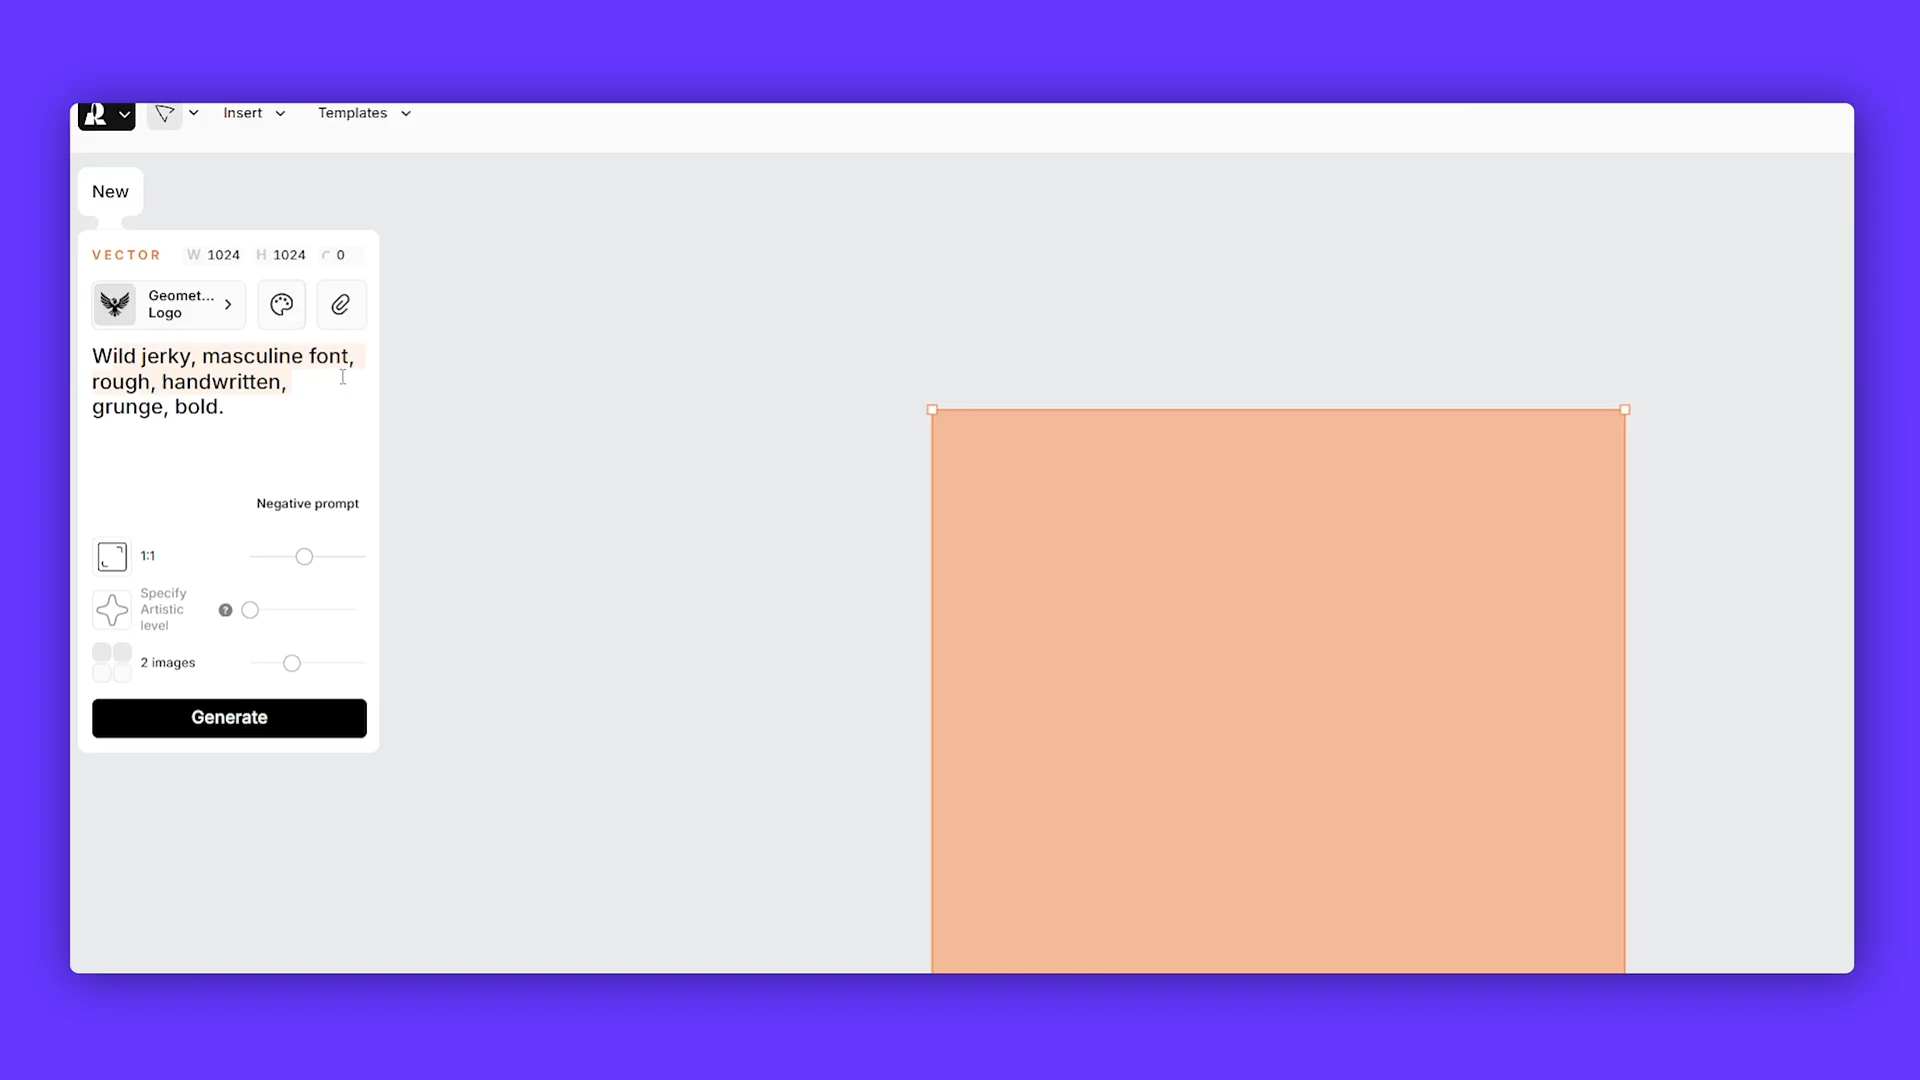 Insert
Templates
New
VECTOR W 1024 H 1024 0
Geomet...
Logo
Wild jerky, masculine font,
rough, handwritten,
grunge, bold.
Negative prompt
1:1
Specify
Artistic
level
?
2 images
Generate